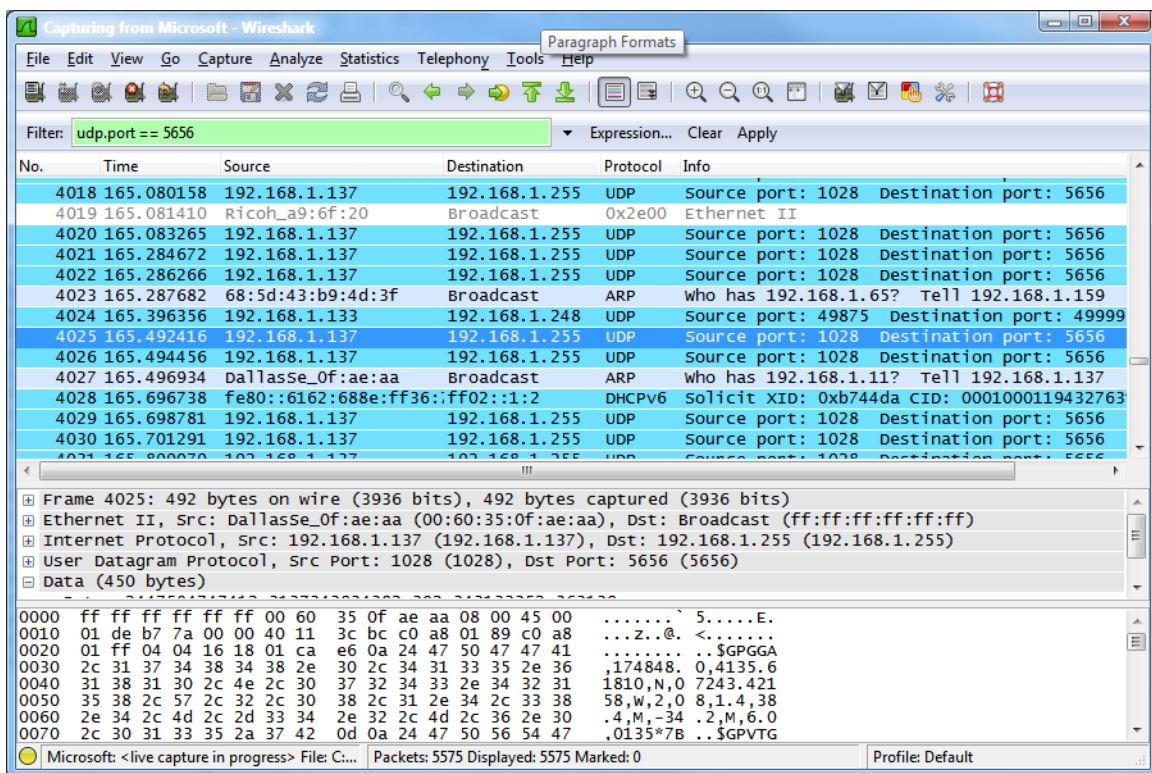 Capturing from Microsoft - Wireshark
Paragraph Formats
File Edit View Go Capture Analyze Statistics Telephony Tools Help
Filter: udp.port == 5656 Expression... Clear Apply
No. Time Source Destination Protocol Info
4018 165.080158 192.168.1.137 192.168.1.255 UDP Source port: 1028 Destination port: 5656
4019 165.081410 Ricoh_a9:6f:20 Broadcast 0x2e00 Ethernet II
4020 165.083265 192.168.1.137 192.168.1.255 UDP Source port: 1028 Destination port: 5656
4021 165.284672 192.168.1.137 192.168.1.255 UDP Source port: 1028 Destination port: 5656
4022 165.286266 192.168.1.137 192.168.1.255 UDP Source port: 1028 Destination port: 5656
4023 165.287682 68:5d:43:b9:4d:3f Broadcast ARP Who has 192.168.1.65? Tell 192.168.1.159
4024 165.396356 192.168.1.133 192.168.1.248 UDP Source port: 49875 Destination port: 49999
4025 165.492416 192.168.1.137 192.168.1.255 UDP Source port: 1028 Destination port: 5656
4026 165.494456 192.168.1.137 192.168.1.255 UDP Source port: 1028 Destination port: 5656
4027 165.496934 DallasSe_0f:ae:aa Broadcast ARP Who has 192.168.1.11? Tell 192.168.1.137
4028 165.696738 fe80::6162:688e:ff36: ff02::1:2 DHCPv6 Solicit XID: 0xb744da CID: 0001000119432763
4029 165.698781 192.168.1.137 192.168.1.255 UDP Source port: 1028 Destination port: 5656
4030 165.701291 192.168.1.137 192.168.1.255 UDP Source port: 1028 Destination port: 5656
Frame 4025: 492 bytes on wire (3936 bits), 492 bytes captured (3936 bits)
Ethernet II, Src: DallasSe_0f:ae:aa (00:60:35:0f:ae:aa), Dst: Broadcast (ff:ff:ff:ff:ff:ff)
Internet Protocol, Src: 192.168.1.137 (192.168.1.137), Dst: 192.168.1.255 (192.168.1.255)
User Datagram Protocol, Src Port: 1028 (1028), Dst Port: 5656 (5656)
Data (450 bytes)
0000 ff ff ff ff ff ff 00 60 35 0f ae aa 08 00 45 00 .......` 5.....E.
0010 01 de b7 7a 00 00 40 11 3c bc c0 a8 01 89 c0 a8 ...z..@. <.......
0020 01 ff 04 04 16 18 01 ca e6 0a 24 47 50 47 47 41 ........ ..$GPGGA
0030 2c 31 37 34 38 34 38 2e 30 2c 34 31 33 35 2e 36 ,174848. 0,4135.6
0040 31 38 31 30 2c 4e 2c 30 37 32 34 33 2e 34 32 31 1810,N,0 7243.421
0050 35 38 2c 57 2c 32 2c 30 38 2c 31 2e 34 2c 33 38 58,W,2,0 8,1.4,38
0060 2e 34 2c 4d 2c 2d 33 34 2e 32 2c 4d 2c 36 2e 30 .4,M,-34 .2,M,6.0
0070 2c 30 31 33 35 2a 37 42 0d 0a 24 47 50 56 54 47 ,0135*7B ..$GPVTG
Microsoft: <live capture in progress> File: C:... Packets: 5575 Displayed: 5575 Marked: 0 Profile: Default